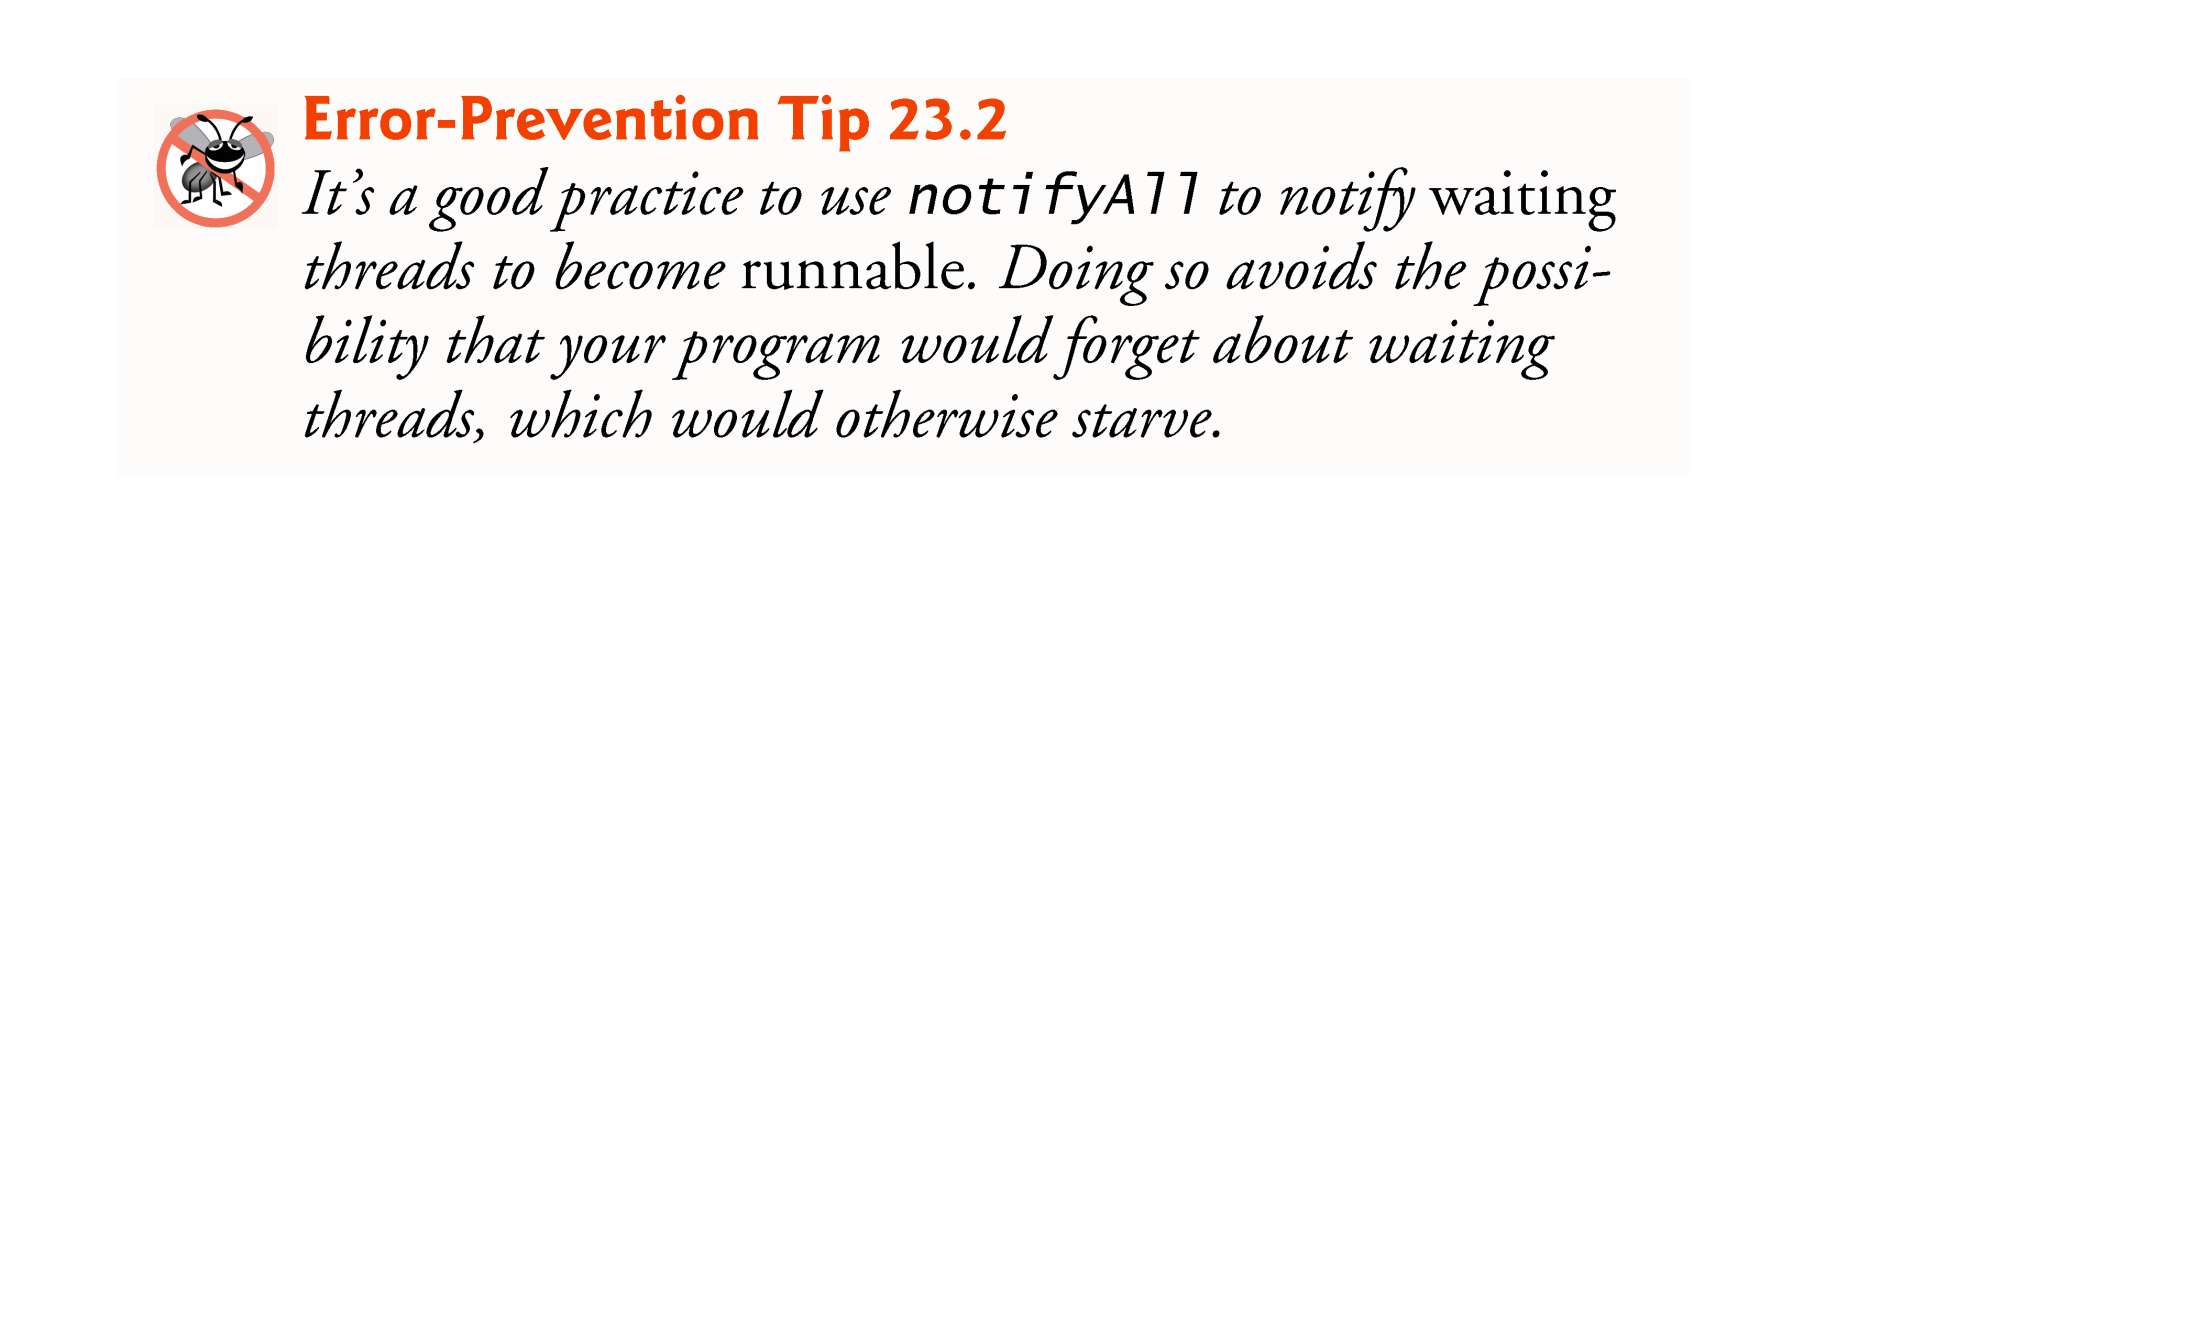 Error-Prevention Tip 23.2
It’s a good practice to use notifyAll to notify waiting
threads to become runnable. Doing so avoids the possi-
bility that your program would forget about waiting
threads, which would otherwise starve.